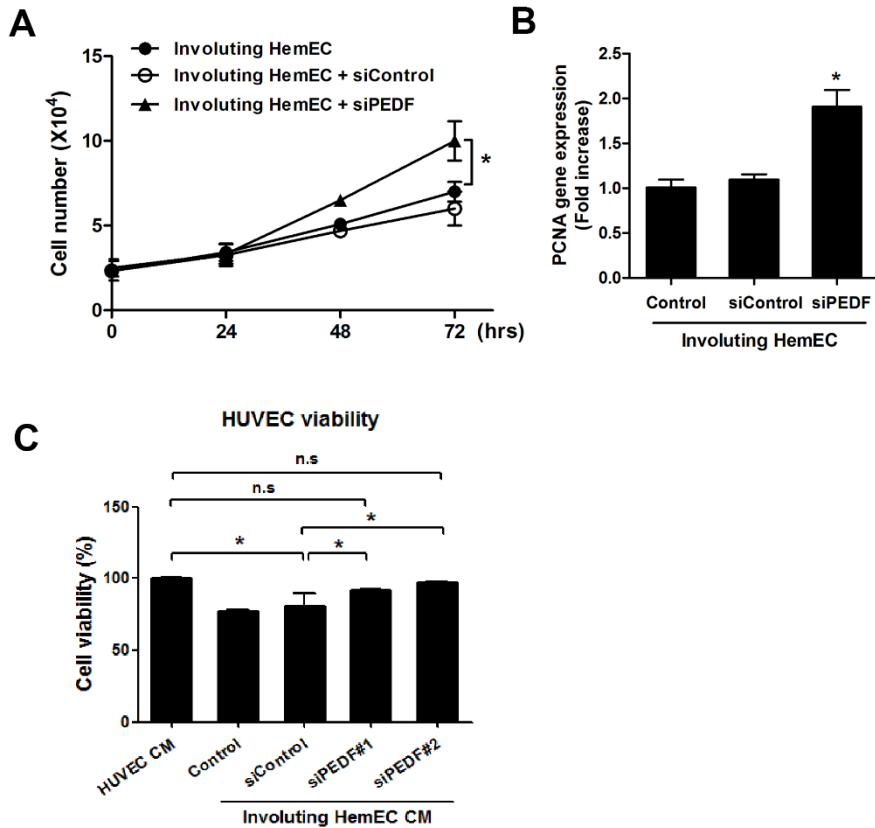 A
Involuting HemEC
Involuting HemEC + siControl
Involuting HemEC + siPEDF
Cell number (X10⁴)
15
10
5
0
*
0 24 48 72 (hrs)
B
PCNA gene expression
(Fold increase)
2.5
2.0
1.5
1.0
0.5
0.0
*
Control siControl siPEDF
Involuting HemEC
C
HUVEC viability
n.s
n.s
*
* *
Cell viability (%)
150
100
50
0
HUVEC CM
Control
siControl
siPEDF#1
siPEDF#2
Involuting HemEC CM